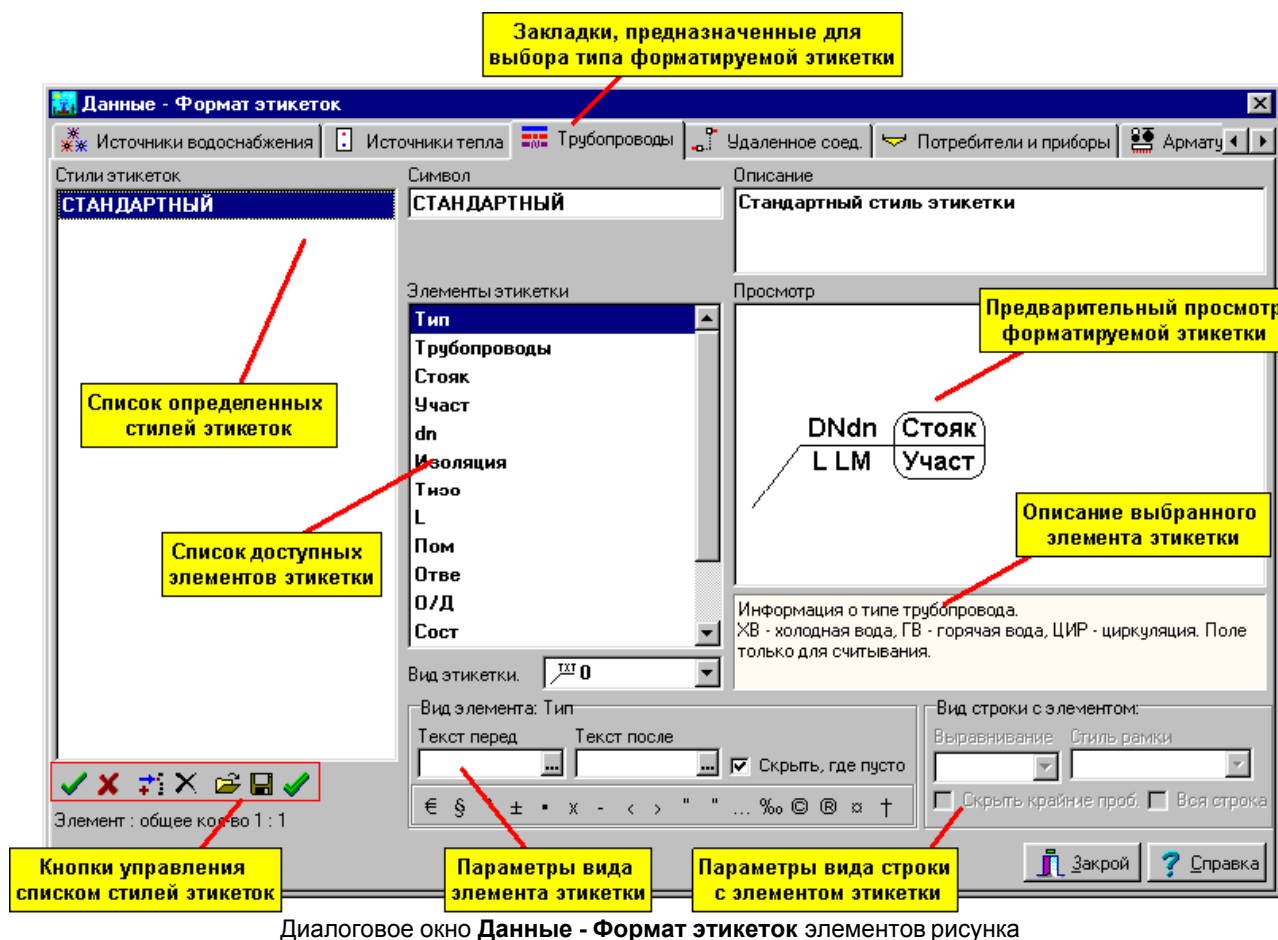 Закладки, предназначенные для
выбора типа форматируемой этикетки
Данные - Формат этикеток
Источники водоснабжения
Источники тепла
Трубопроводы
Удаленное соед.
Потребители и приборы
Армату
Стили этикеток
Символ
Описание
СТАНДАРТНЫЙ
СТАНДАРТНЫЙ
Стандартный стиль этикетки
Элементы этикетки
Просмотр
Тип
Трубопроводы
Стояк
Участ
dn
Изоляция
Тизо
L
Пом
Отве
О/Д
Сост
Предварительный просмотр
форматируемой этикетки
Список определенных
стилей этикеток
DNdn Стояк
L LM Участ
Описание выбранного
элемента этикетки
Список доступных
элементов этикетки
Информация о типе трубопровода.
ХВ - холодная вода, ГВ - горячая вода, ЦИР - циркуляция. Поле
только для считывания.
Вид этикетки.
TXT 0
Вид элемента: Тип
Текст перед
Текст после
...
...
Скрыть, где пусто
€ § ± ▪ x - ‹ › " " … ‰ © ® ¤ †
Вид строки с элементом:
Выравнивание
Стиль рамки
Скрыть крайние проб.
Вся строка
Элемент : общее кол-во 1 : 1
Кнопки управления
списком стилей этикеток
Параметры вида
элемента этикетки
Параметры вида строки
с элементом этикетки
Закрой
Справка
Диалоговое окно Данные - Формат этикеток элементов рисунка